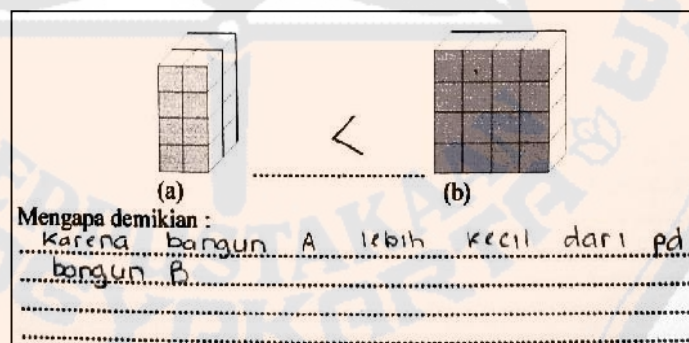 <
(a) (b)
Mengapa demikian :
Karena bangun A lebih kecil dari pd
bangun B